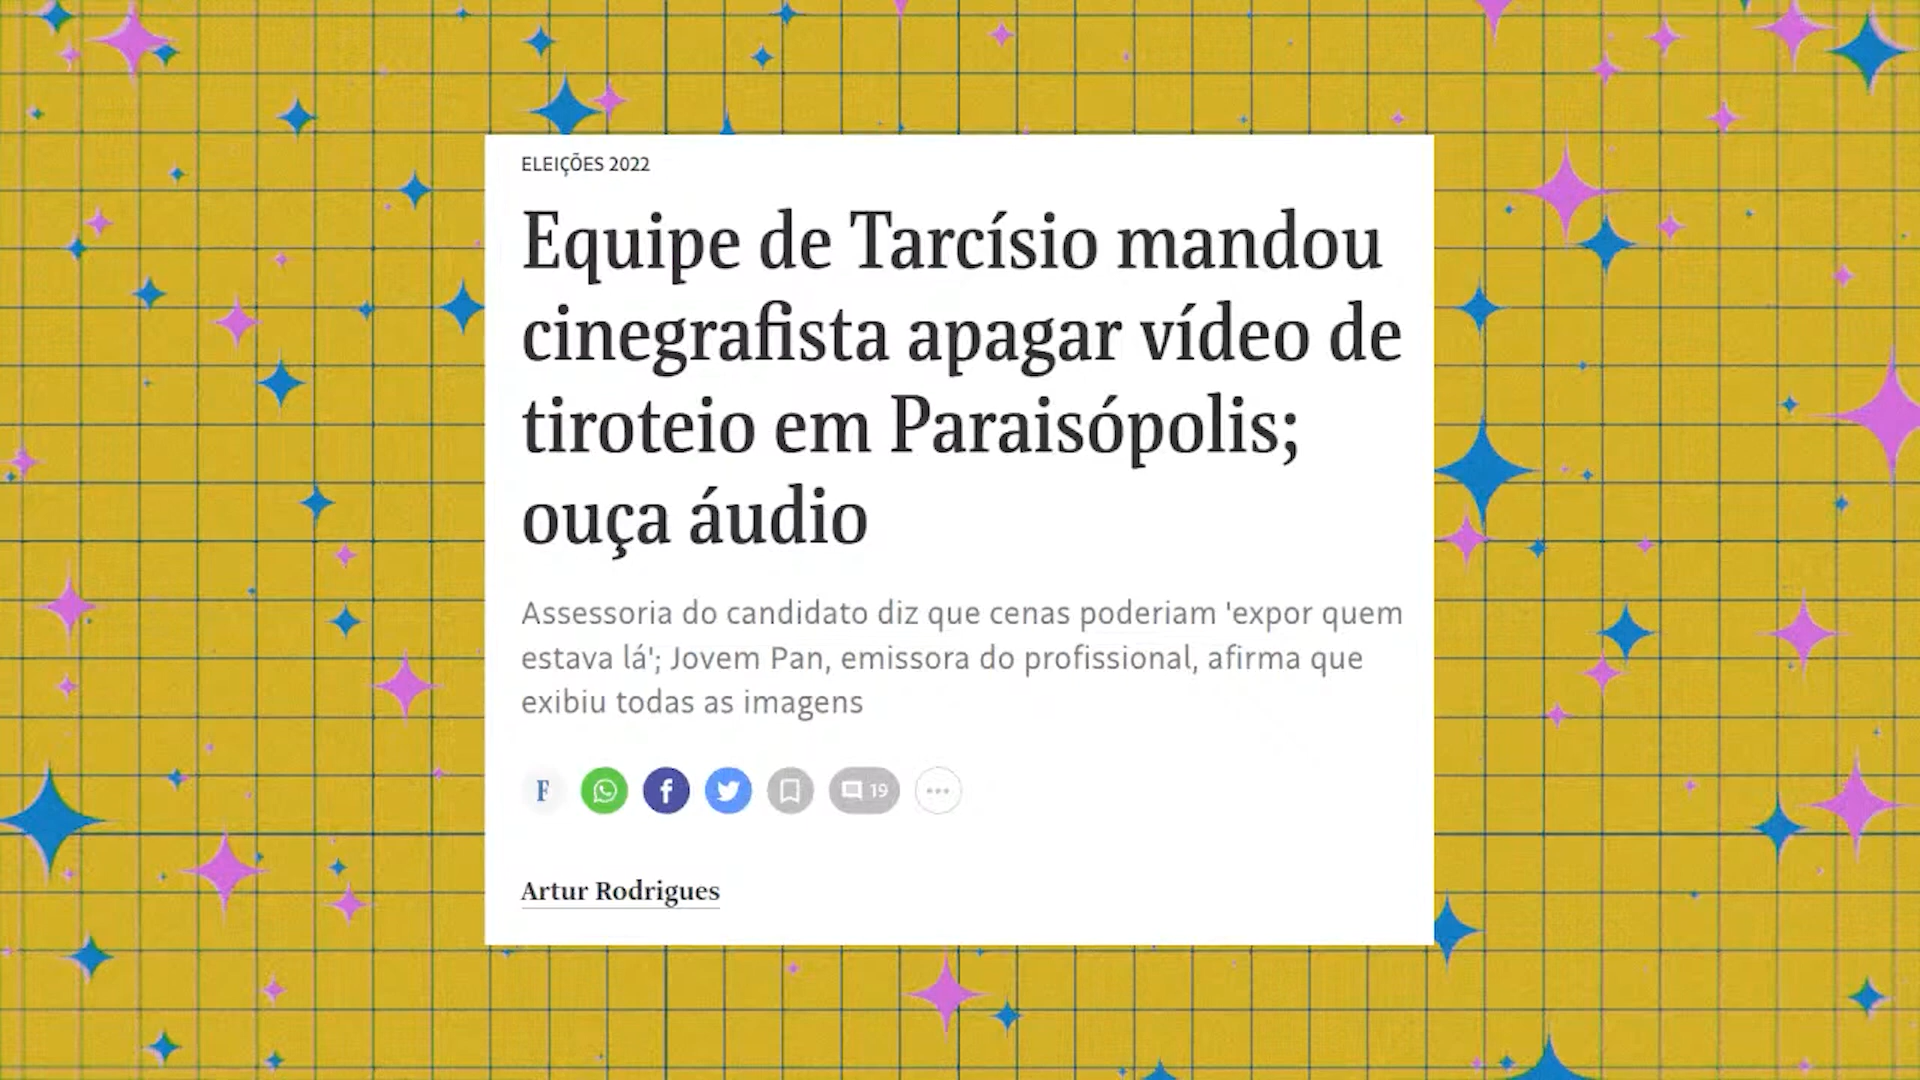 ELEIÇÕES 2022
Equipe de Tarcísio mandou
cinegrafista apagar vídeo de
tiroteio em Paraisópolis;
ouça áudio
Assessoria do candidato diz que cenas poderiam 'expor quem
estava lá'; Jovem Pan, emissora do profissional, afirma que
exibiu todas as imagens
F
19
Artur Rodrigues